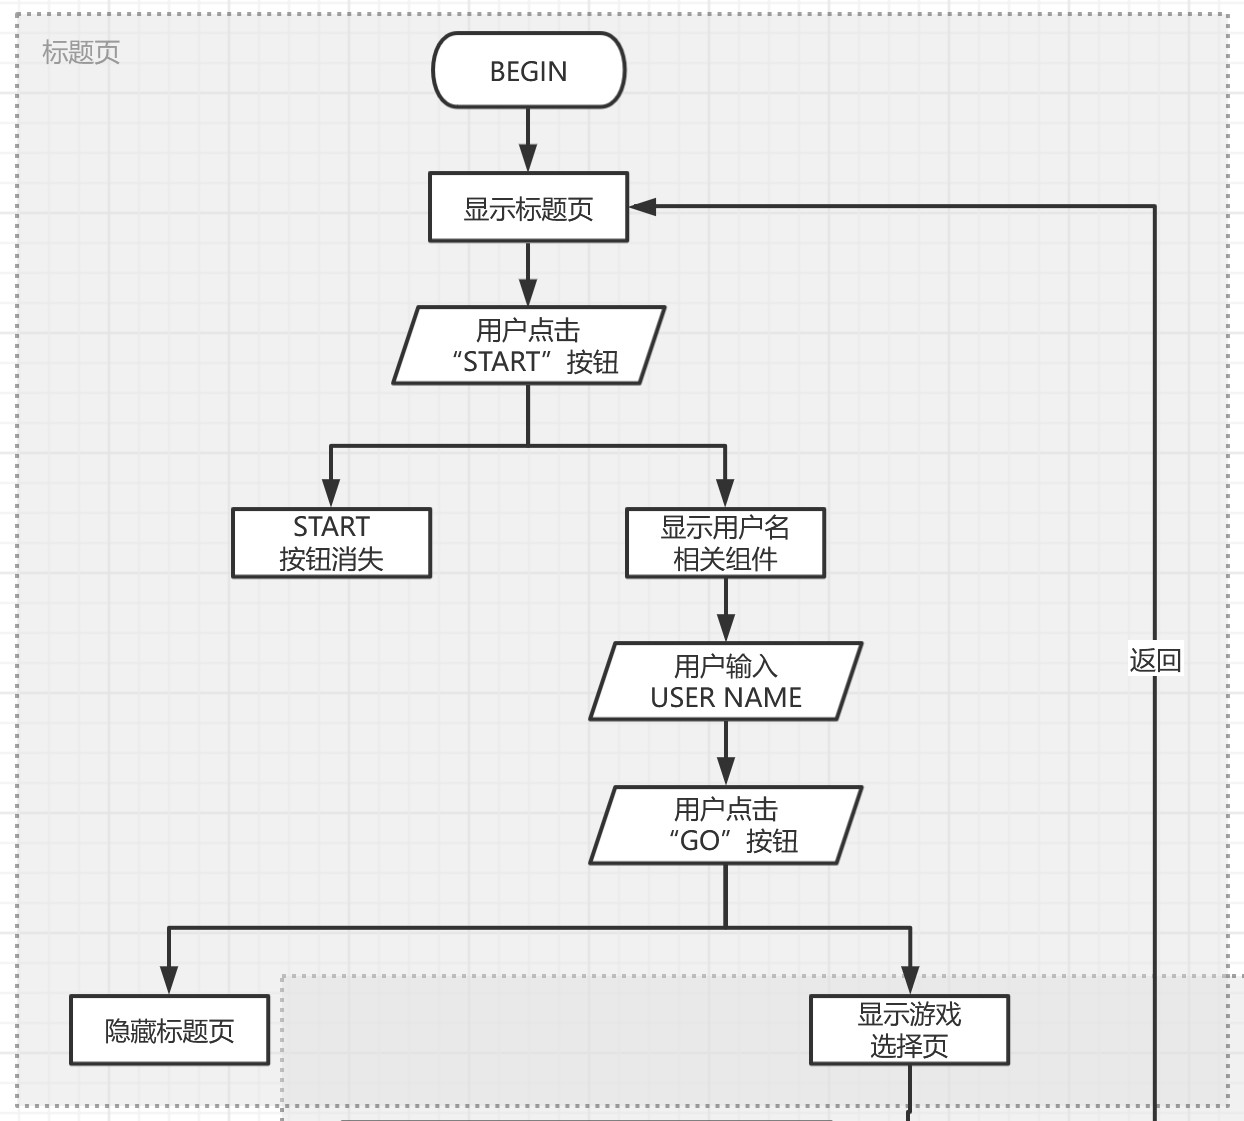 标题页
BEGIN
显示标题页
用户点击
“START”按钮
START
按钮消失
显示用户名
相关组件
用户输入
USER NAME
返回
用户点击
“GO”按钮
隐藏标题页
显示游戏
选择页